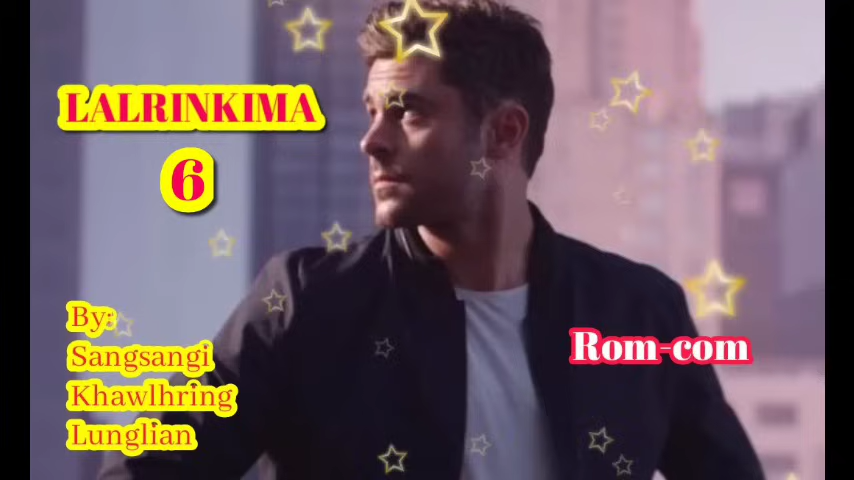 LALRINKIMA
6
By:
Sangsangi
Khawlhring
Lunglian
Rom-com